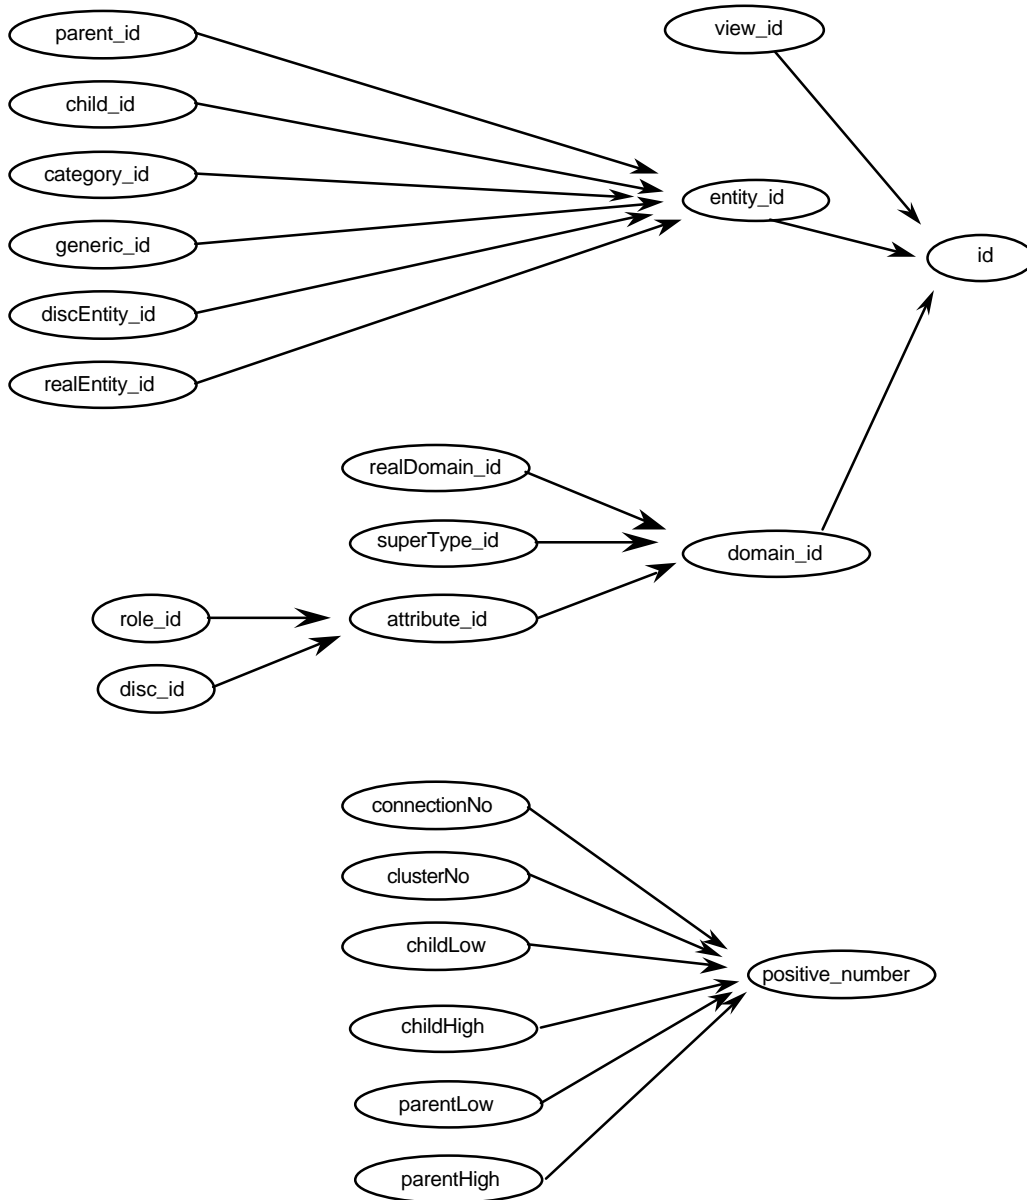 parent_id
view_id
child_id
category_id
entity_id
generic_id
id
discEntity_id
realEntity_id
realDomain_id
superType_id
domain_id
role_id
attribute_id
disc_id
connectionNo
clusterNo
childLow
positive_number
childHigh
parentLow
parentHigh